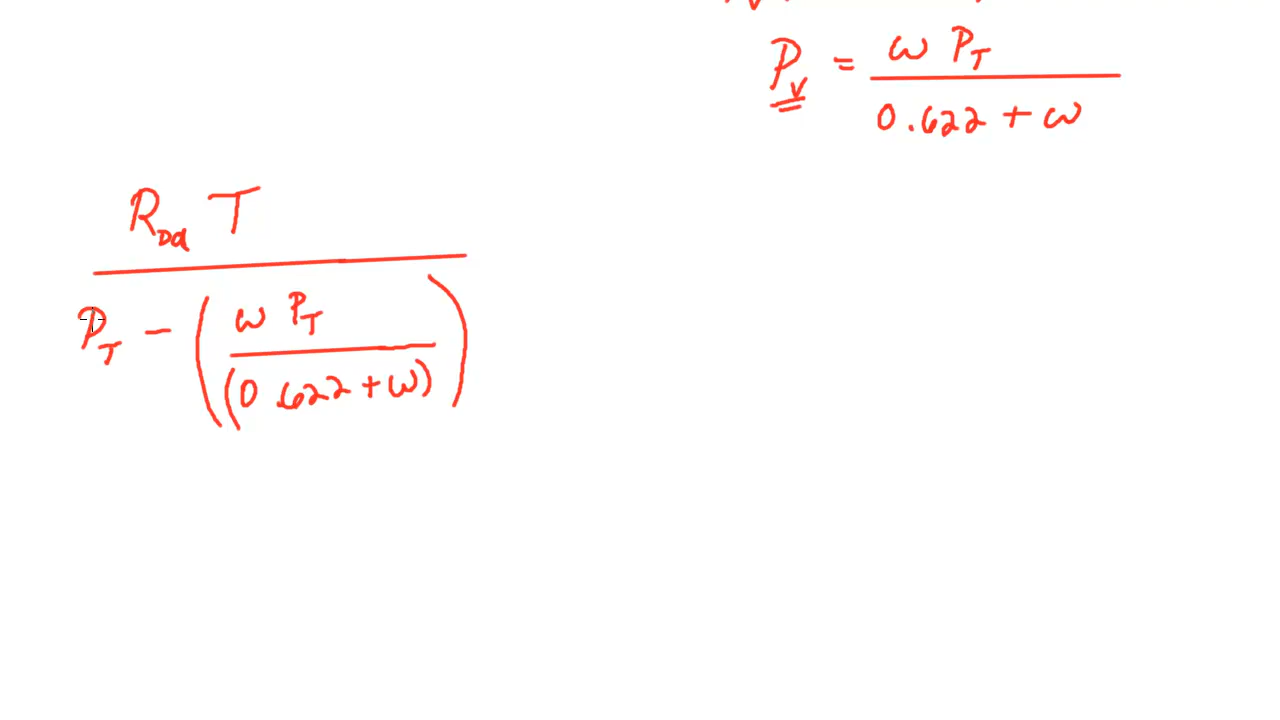 P_V = ω P_T / 0.622 + ω
R_Da T / P_T - ( ω P_T / (0.622 + ω) )